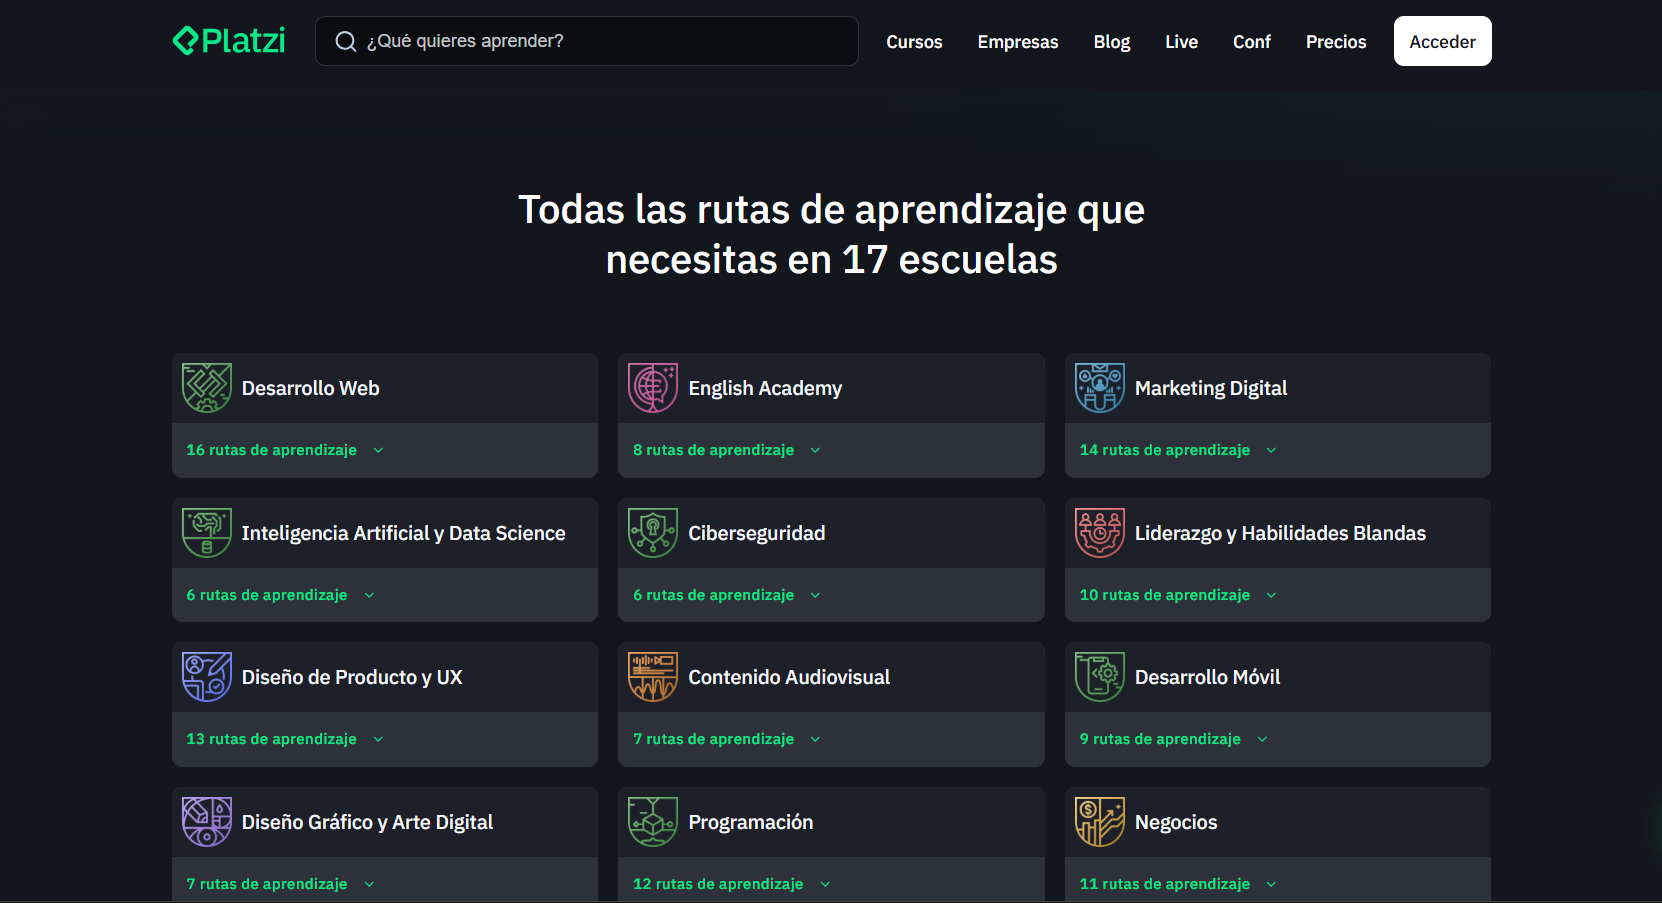 Platzi
¿Qué quieres aprender?
Cursos
Empresas
Blog
Live
Conf
Precios
Acceder
Todas las rutas de aprendizaje que
necesitas en 17 escuelas
Desarrollo Web
16 rutas de aprendizaje
English Academy
8 rutas de aprendizaje
Marketing Digital
14 rutas de aprendizaje
Inteligencia Artificial y Data Science
6 rutas de aprendizaje
Ciberseguridad
6 rutas de aprendizaje
Liderazgo y Habilidades Blandas
10 rutas de aprendizaje
Diseño de Producto y UX
13 rutas de aprendizaje
Contenido Audiovisual
7 rutas de aprendizaje
Desarrollo Móvil
9 rutas de aprendizaje
Diseño Gráfico y Arte Digital
7 rutas de aprendizaje
Programación
12 rutas de aprendizaje
Negocios
11 rutas de aprendizaje